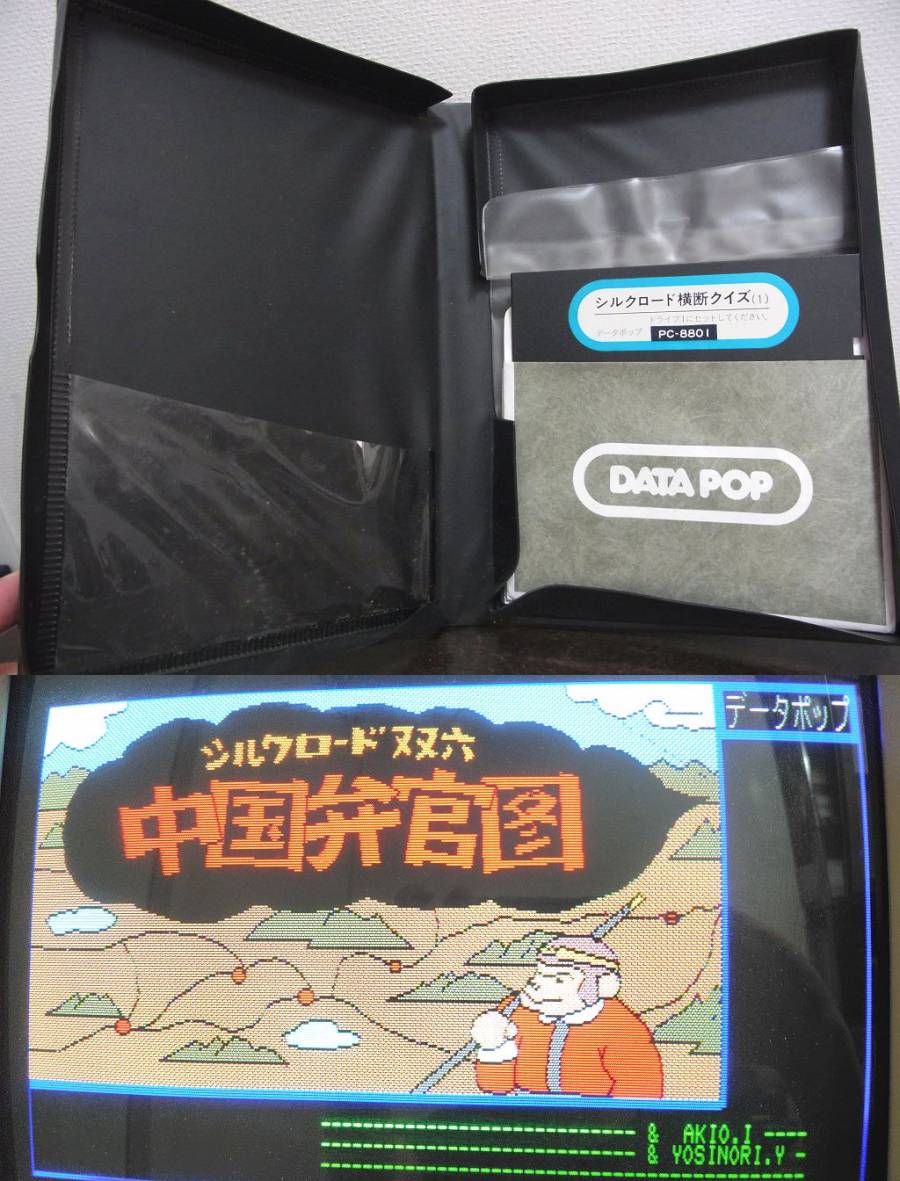 シルクロード横断クイズ(1)
ドライブ1にセットしてください。
データポップ PC-8801
DATA POP
データポップ
シルクロード双六
中国弁官図
& AKIO.I
& YOSINORI.Y